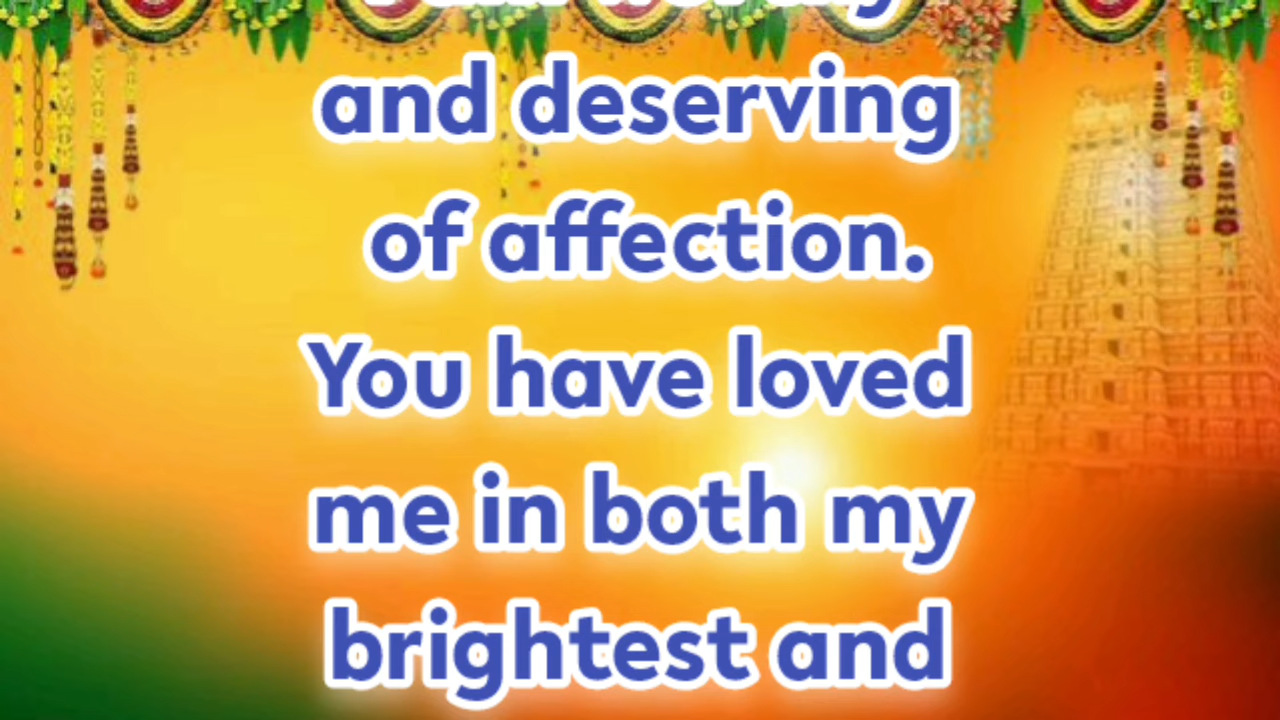 and deserving
of affection.
You have loved
me in both my
brightest and